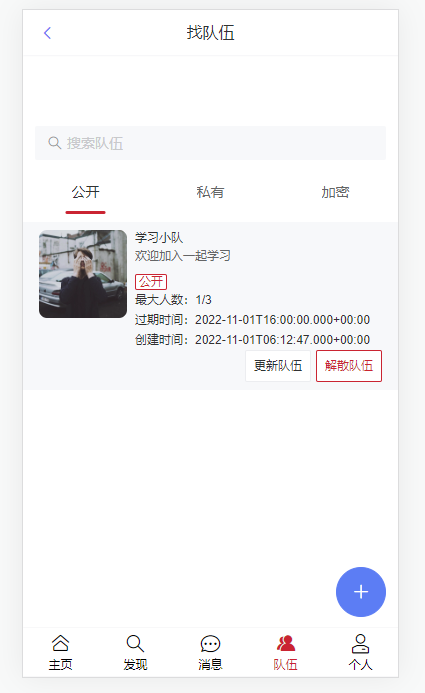 找队伍
搜索队伍
公开 私有 加密
学习小队
欢迎加入一起学习
公开
最大人数：1/3
过期时间：2022-11-01T16:00:00.000+00:00
创建时间：2022-11-01T06:12:47.000+00:00
更新队伍 解散队伍
主页 发现 消息 队伍 个人